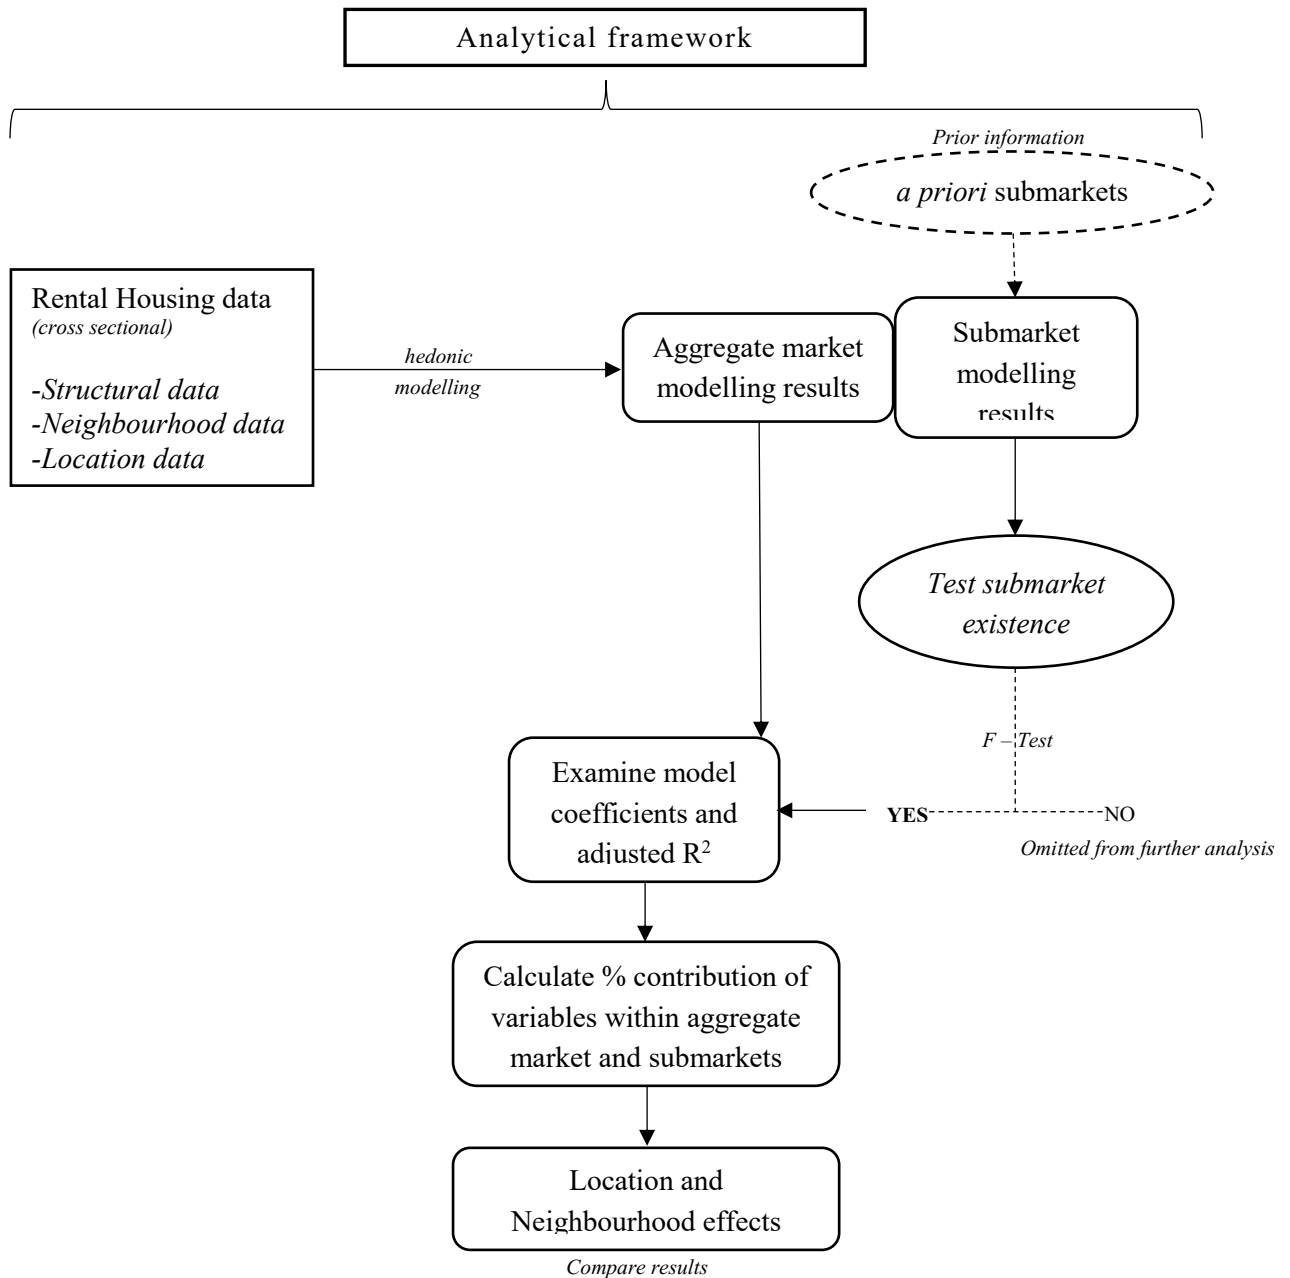 Analytical framework
Prior information
a priori submarkets
Rental Housing data
(cross sectional)
-Structural data
-Neighbourhood data
-Location data
hedonic
modelling
Aggregate market
modelling results
Submarket
modelling
results
Test submarket
existence
F – Test
YES
NO
Omitted from further analysis
Examine model
coefficients and
adjusted R²
Calculate % contribution of
variables within aggregate
market and submarkets
Location and
Neighbourhood effects
Compare results